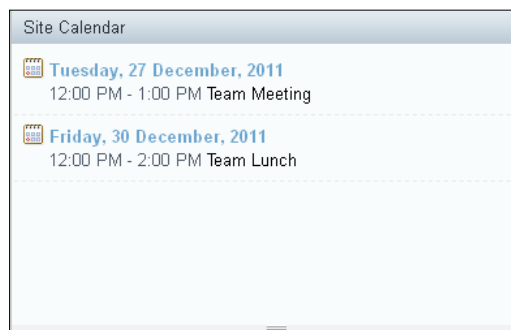 Site Calendar
Tuesday, 27 December, 2011
12:00 PM - 1:00 PM Team Meeting
Friday, 30 December, 2011
12:00 PM - 2:00 PM Team Lunch